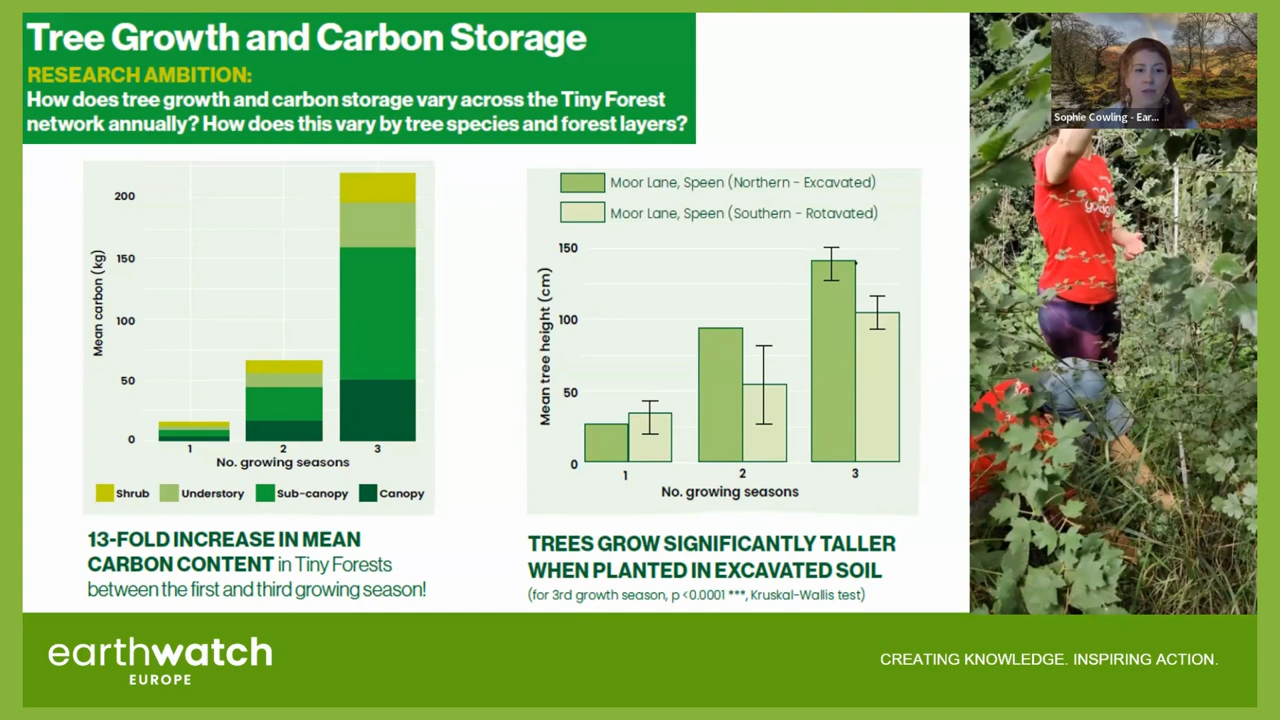 Tree Growth and Carbon Storage
RESEARCH AMBITION:
How does tree growth and carbon storage vary across the Tiny Forest
network annually? How does this vary by tree species and forest layers?
Sophie Cowling - Ear...
Mean carbon (kg)
200
150
100
50
0
1 2 3
No. growing seasons
Shrub Understory Sub-canopy Canopy
13-FOLD INCREASE IN MEAN
CARBON CONTENT in Tiny Forests
between the first and third growing season!
Moor Lane, Speen (Northern - Excavated)
Moor Lane, Speen (Southern - Rotavated)
Mean tree height (cm)
150
100
50
0
1 2 3
No. growing seasons
TREES GROW SIGNIFICANTLY TALLER
WHEN PLANTED IN EXCAVATED SOIL
(for 3rd growth season, p <0.0001 ***, Kruskal-Wallis test)
earthwatch
EUROPE
CREATING KNOWLEDGE. INSPIRING ACTION.